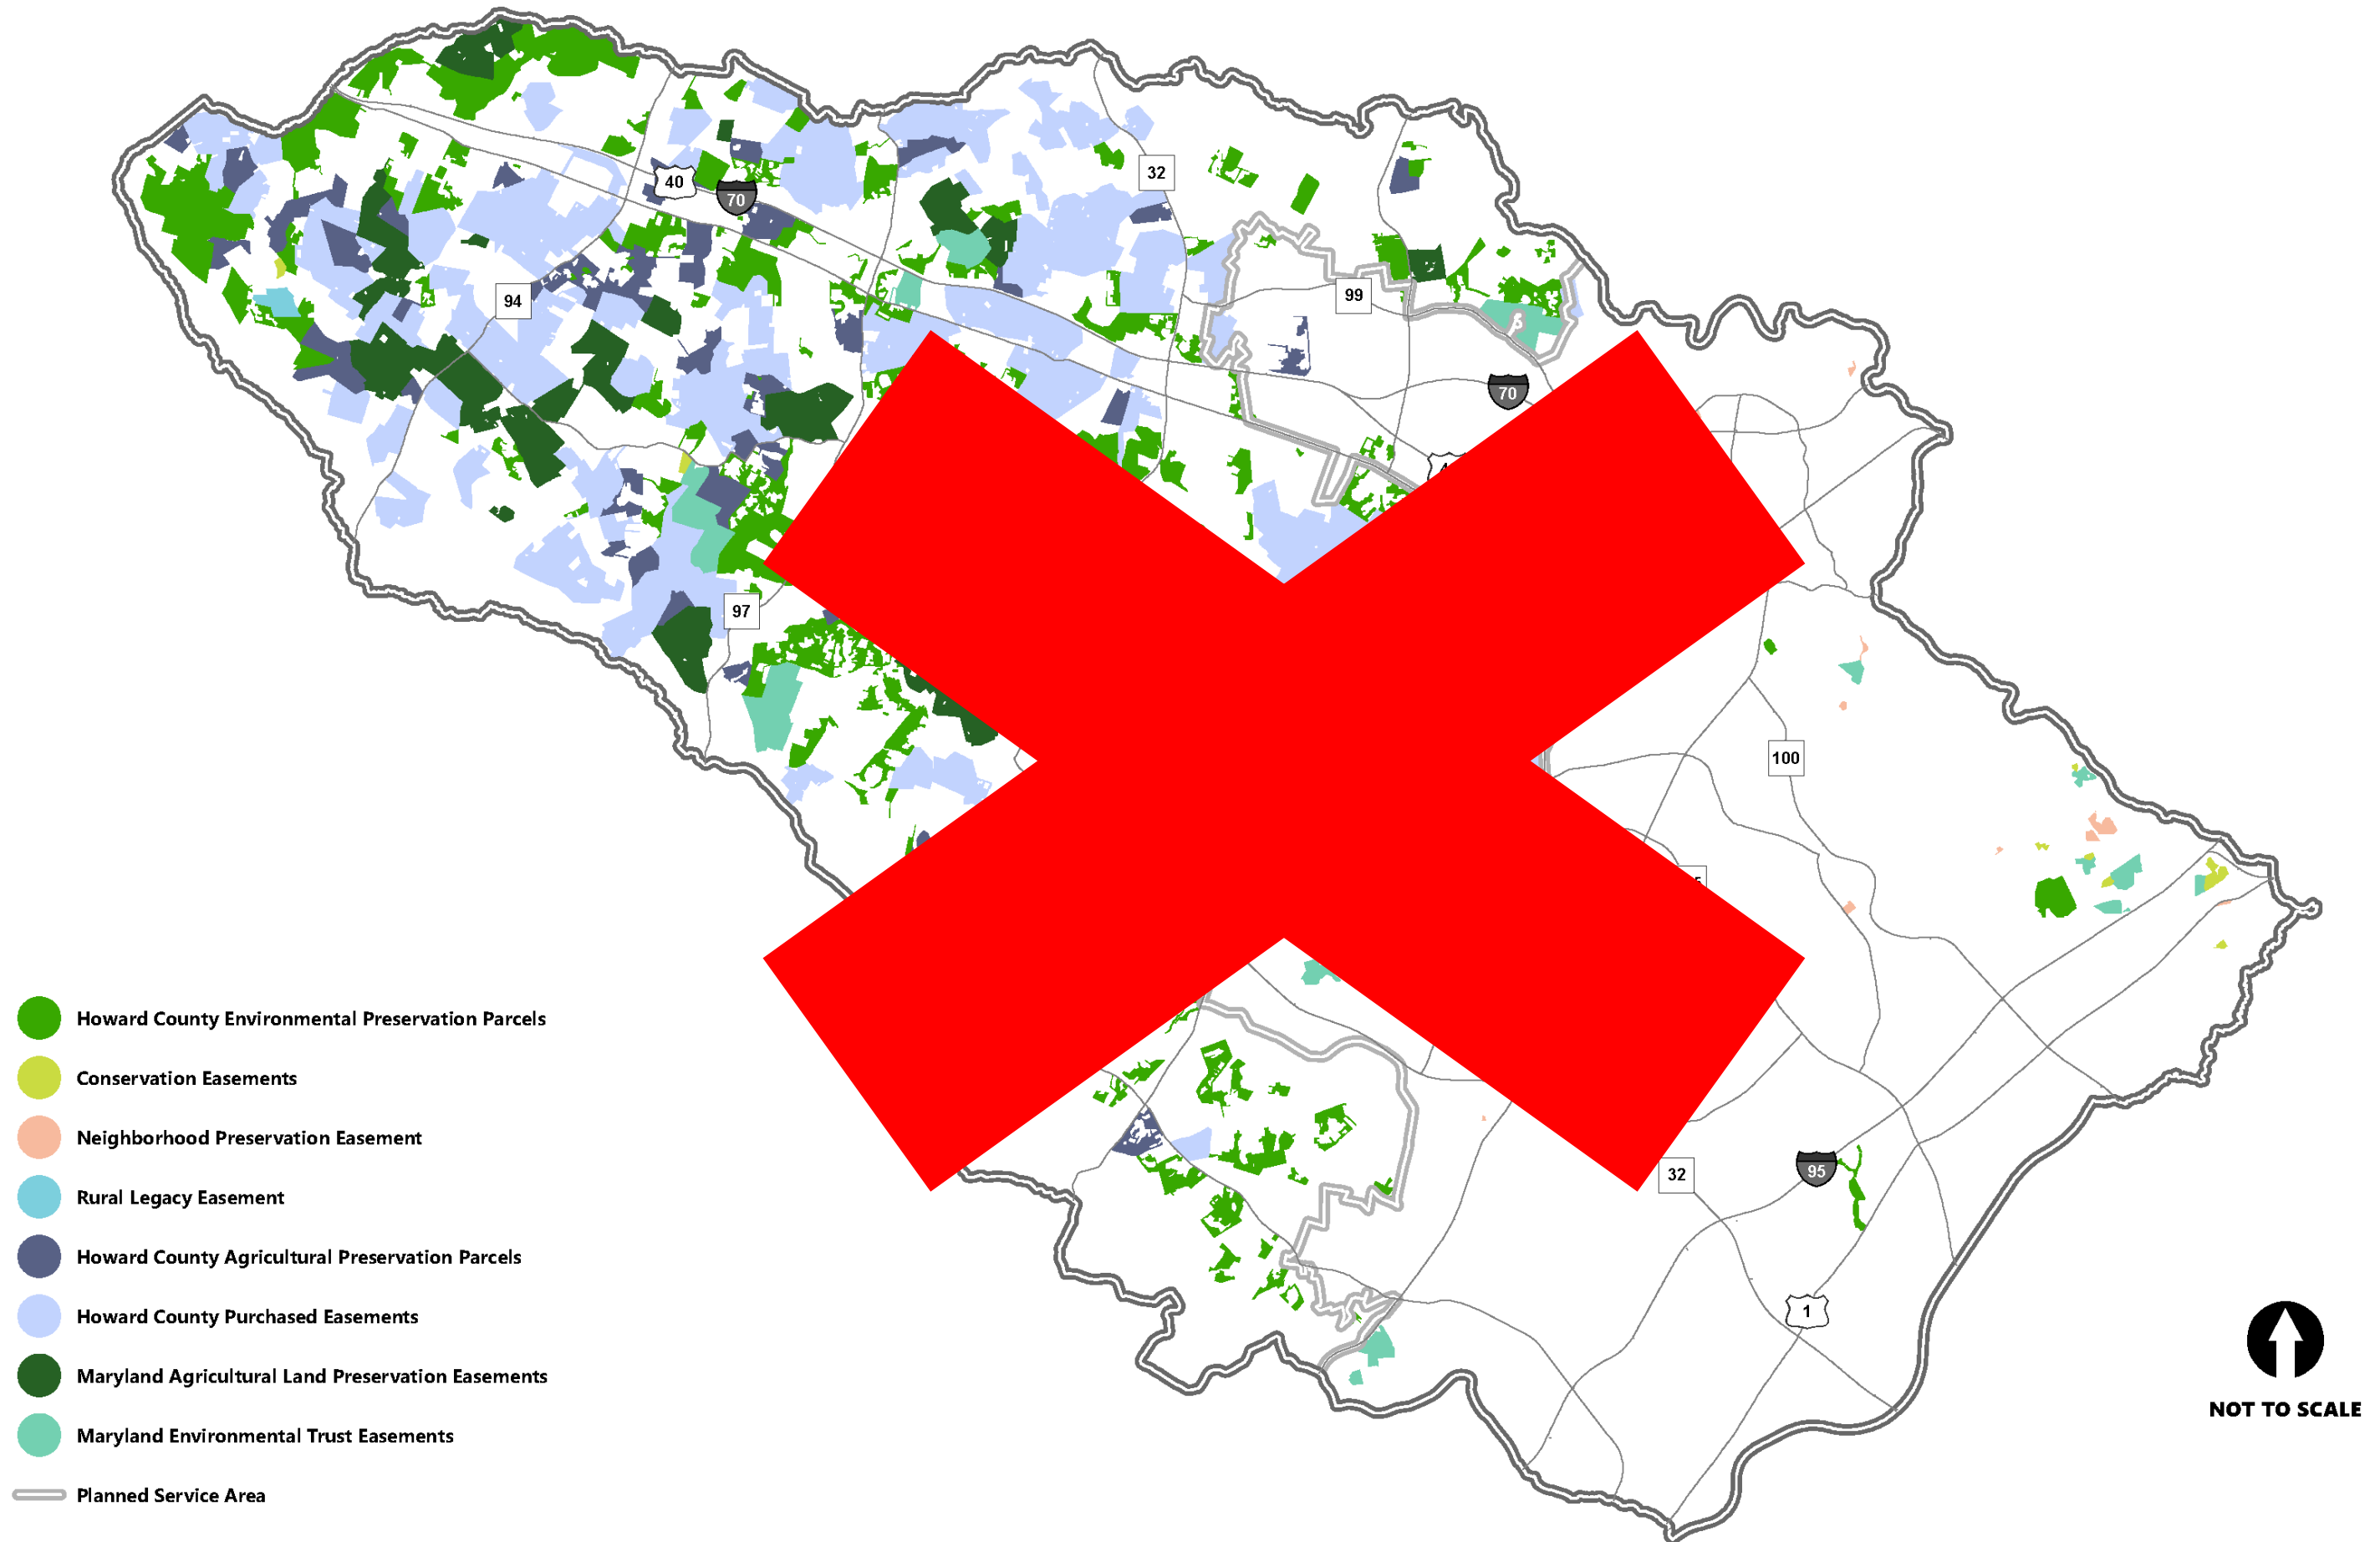 32
40
70
94
99
70
97
100
Howard County Environmental Preservation Parcels
Conservation Easements
Neighborhood Preservation Easement
Rural Legacy Easement
Howard County Agricultural Preservation Parcels
Howard County Purchased Easements
Maryland Agricultural Land Preservation Easements
Maryland Environmental Trust Easements
Planned Service Area
32
95
1
NOT TO SCALE